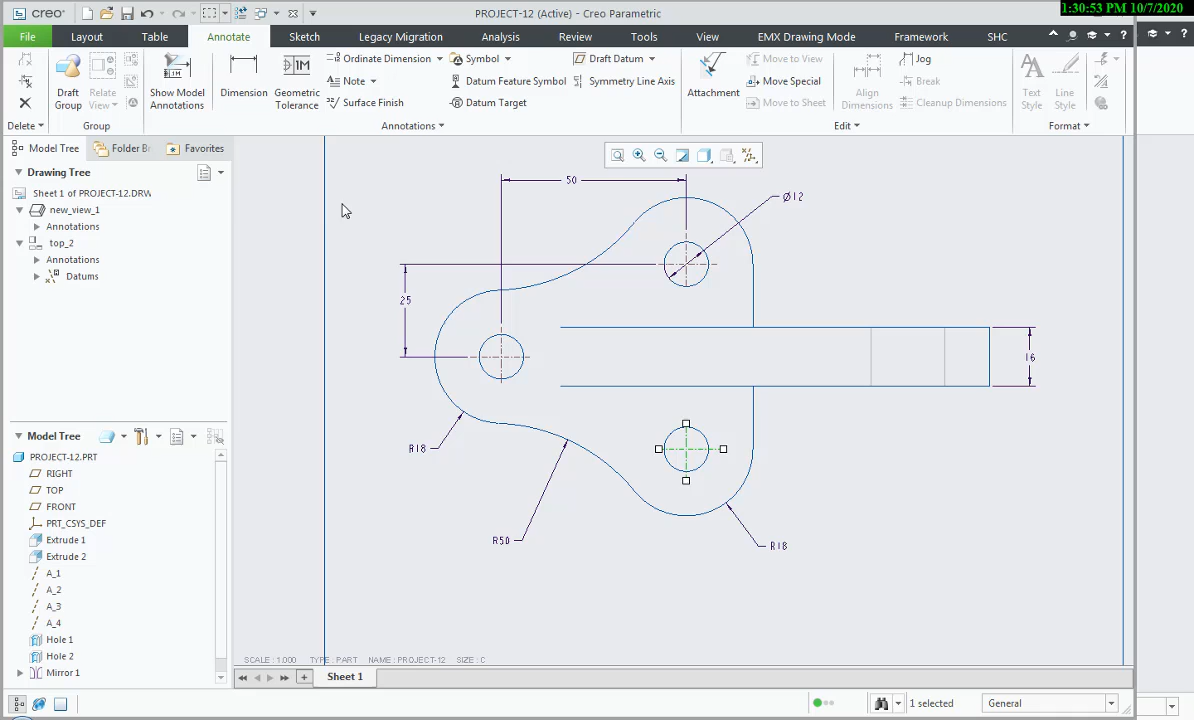 creo
PROJECT-12 (Active) - Creo Parametric
1:30:53 PM 10/7/2020
File
Layout
Table
Annotate
Sketch
Legacy Migration
Analysis
Review
Tools
View
EMX Drawing Mode
Framework
SHC
Delete
Draft Group
Relate View
Group
Show Model Annotations
Dimension
Geometric Tolerance
Ordinate Dimension
Note
Surface Finish
Symbol
Datum Feature Symbol
Datum Target
Draft Datum
Symmetry Line Axis
Annotations
Attachment
Move to View
Move Special
Move to Sheet
Align Dimensions
Jog
Break
Cleanup Dimensions
Edit
Text Style
Line Style
Format
Model Tree
Folder Br
Favorites
Drawing Tree
Sheet 1 of PROJECT-12.DRW
new_view_1
Annotations
top_2
Annotations
Datums
Model Tree
PROJECT-12.PRT
RIGHT
TOP
FRONT
PRT_CSYS_DEF
Extrude 1
Extrude 2
A_1
A_2
A_3
A_4
Hole 1
Hole 2
Mirror 1
50
Ø12
25
16
R18
R50
R18
SCALE : 1.000 TYPE : PART NAME : PROJECT-12 SIZE : C
Sheet 1
1 selected
General